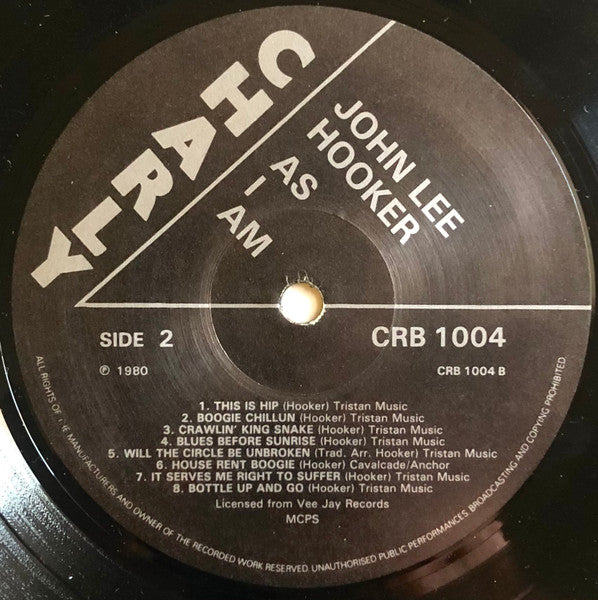 CHARLY
JOHN LEE
HOOKER
AS
I AM
SIDE 2
CRB 1004
℗ 1980
CRB 1004 B
1. THIS IS HIP (Hooker) Tristan Music
2. BOOGIE CHILLUN (Hooker) Tristan Music
3. CRAWLIN' KING SNAKE (Hooker) Tristan Music
4. BLUES BEFORE SUNRISE (Hooker) Tristan Music
5. WILL THE CIRCLE BE UNBROKEN (Trad. Arr. Hooker) Tristan Music
6. HOUSE RENT BOOGIE (Hooker) Cavalcade/Anchor
7. IT SERVES ME RIGHT TO SUFFER (Hooker) Tristan Music
8. BOTTLE UP AND GO (Hooker) Tristan Music
Licensed from Vee Jay Records
MCPS
ALL RIGHTS OF THE MANUFACTURERS AND OWNER OF THE RECORDED WORK RESERVED. UNAUTHORISED PUBLIC PERFORMANCES, BROADCASTING AND COPYING PROHIBITED.